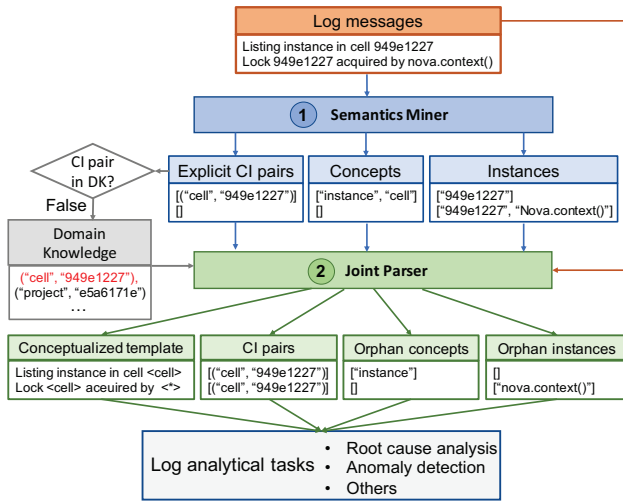 Log messages
Listing instance in cell 949e1227
Lock 949e1227 acquired by nova.context()
1 Semantics Miner
CI pair
in DK?
False
Explicit CI pairs
[("cell", "949e1227")]
[]
Concepts
["instance", "cell"]
[]
Instances
["949e1227"]
["949e1227", "Nova.context()"]
Domain
Knowledge
("cell", "949e1227"),
("project", "e5a6171e")
...
2 Joint Parser
Conceptualized template
Listing instance in cell <cell>
Lock <cell> aceuired by <*>
CI pairs
[("cell", "949e1227")]
[("cell", "949e1227")]
Orphan concepts
["instance"]
[]
Orphan instances
[]
["nova.context()"]
Log analytical tasks
• Root cause analysis
• Anomaly detection
• Others